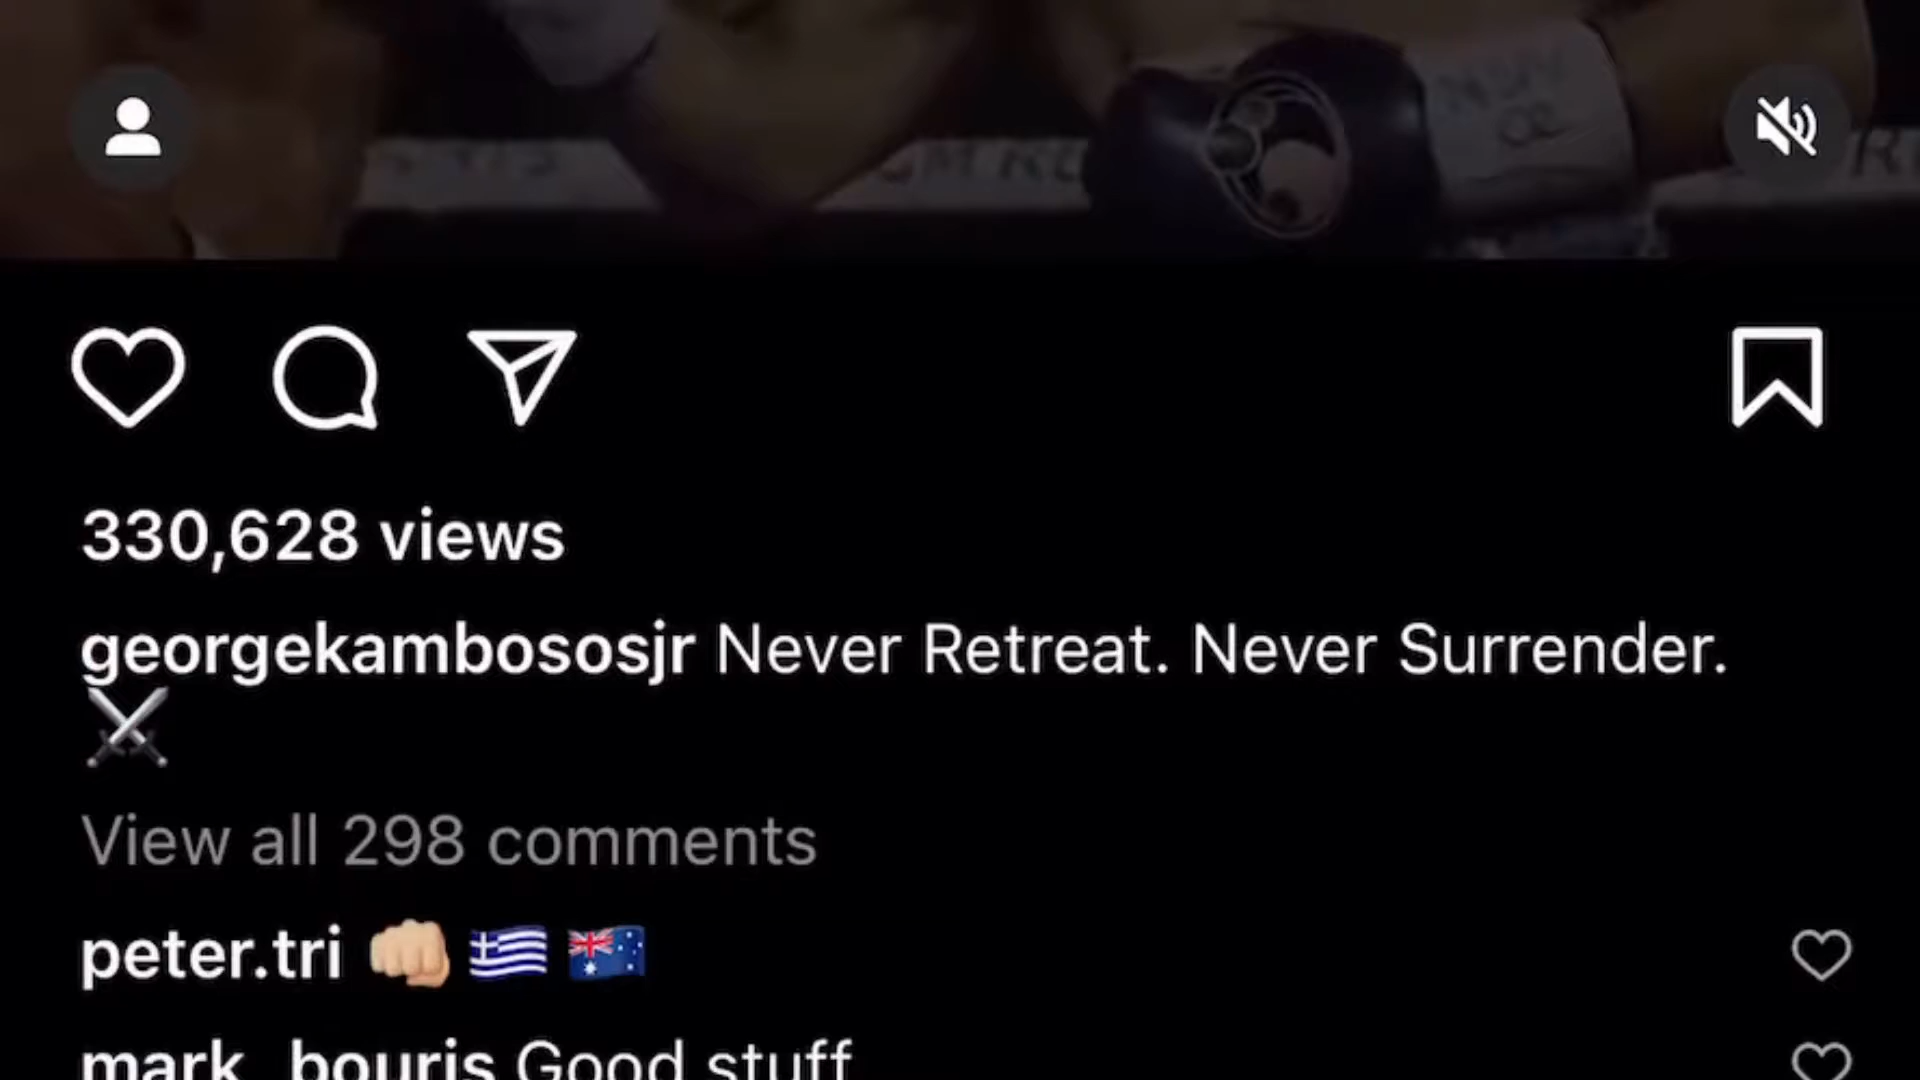 330,628 views
georgekambososjr Never Retreat. Never Surrender.
⚔️
View all 298 comments
peter.tri 👊🏼 🇬🇷 🇦🇺
mark_bouris Good stuff